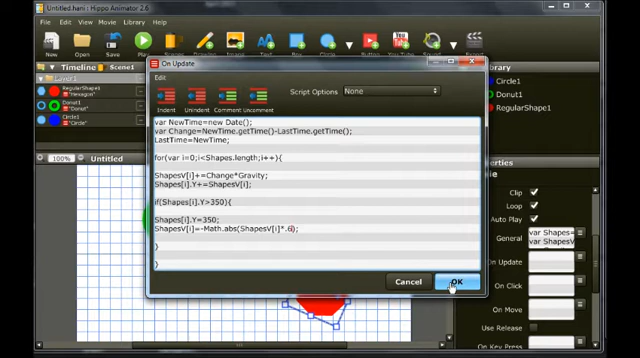 Untitled.hani : Hippo Animator 2.6
File Edit View Movie Library Help
New Open Save Play
Text
Box
Circle
Button
YouTube
Squid
Timeline Scene1
Layer1
RegularShape1
"Hexagon"
Donut1
"Donut"
Circle1
"Circle"
100% Untitled
On Update
Edit
Indent Unindent Comment Uncomment
Script Options None
var NewTime=new Date();
var Change=NewTime.getTime()-LastTime.getTime();
LastTime=NewTime;
for(var i=0;i<Shapes.length;i++){
ShapesV[i]+=Change*Gravity;
Shapes[i].Y+=ShapesV[i];
if(Shapes[i].Y>350){
Shapes[i].Y=350;
ShapesV[i]=-Math.abs(ShapesV[i]*.6);
}
}
Cancel OK
Library
Circle1
Donut1
RegularShape1
Properties
Clip
Loop
Auto Play
General
var Shapes=
var ShapesV
On Update
On Click
On Move
Use Release
On Key Press